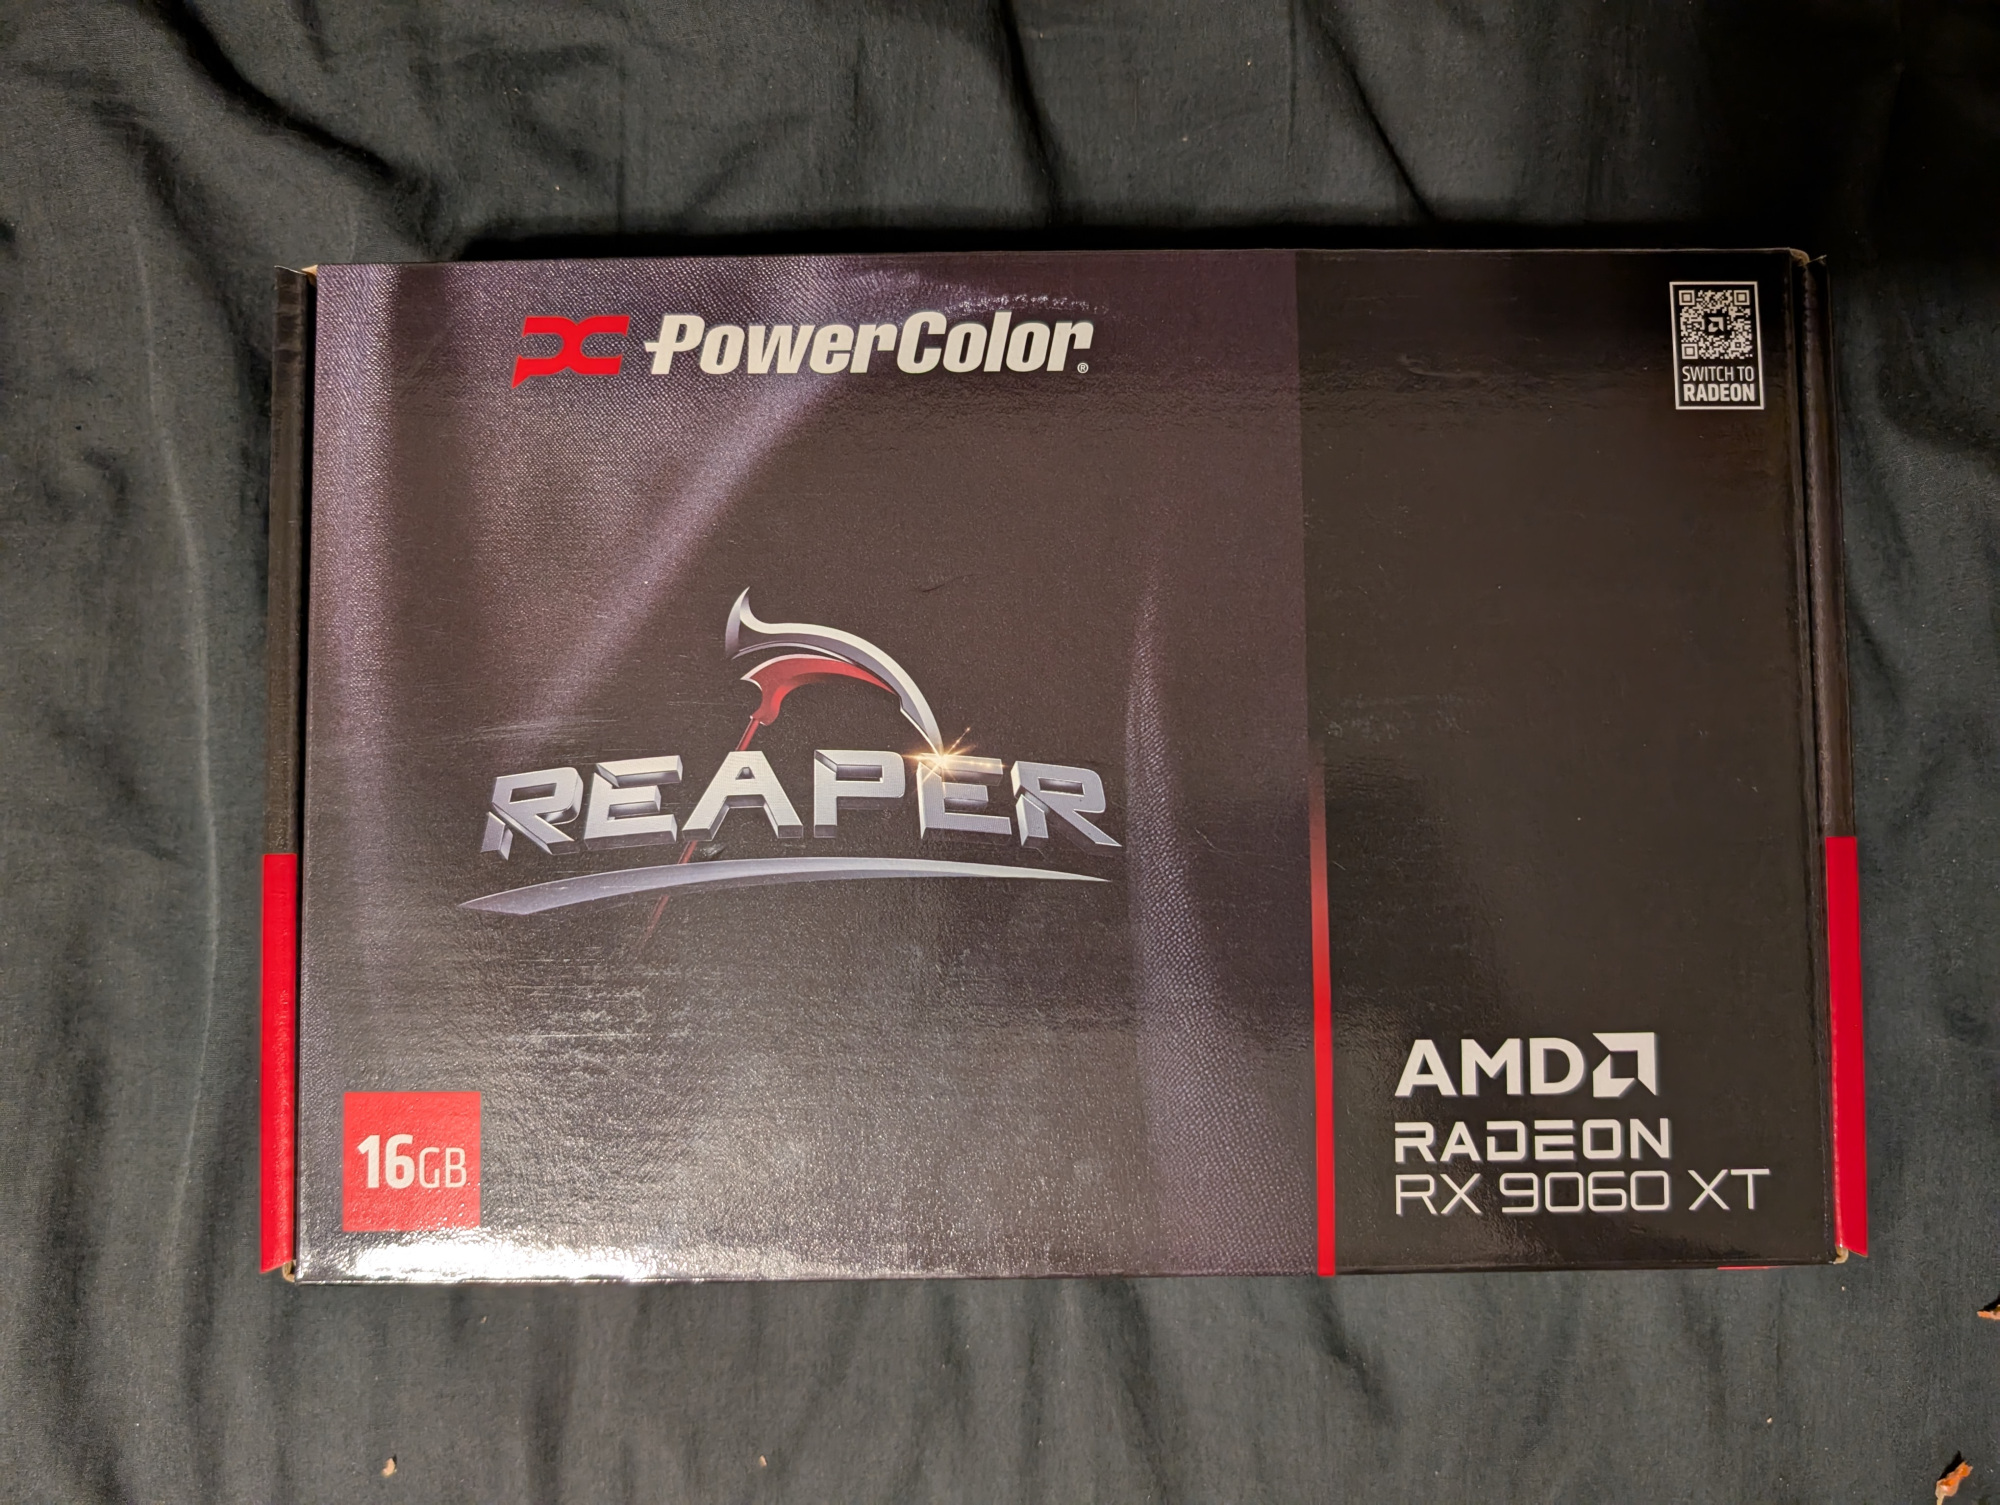 PowerColor®
SWITCH TO
RADEON
REAPER
16GB
AMD
RADEON
RX 9060 XT